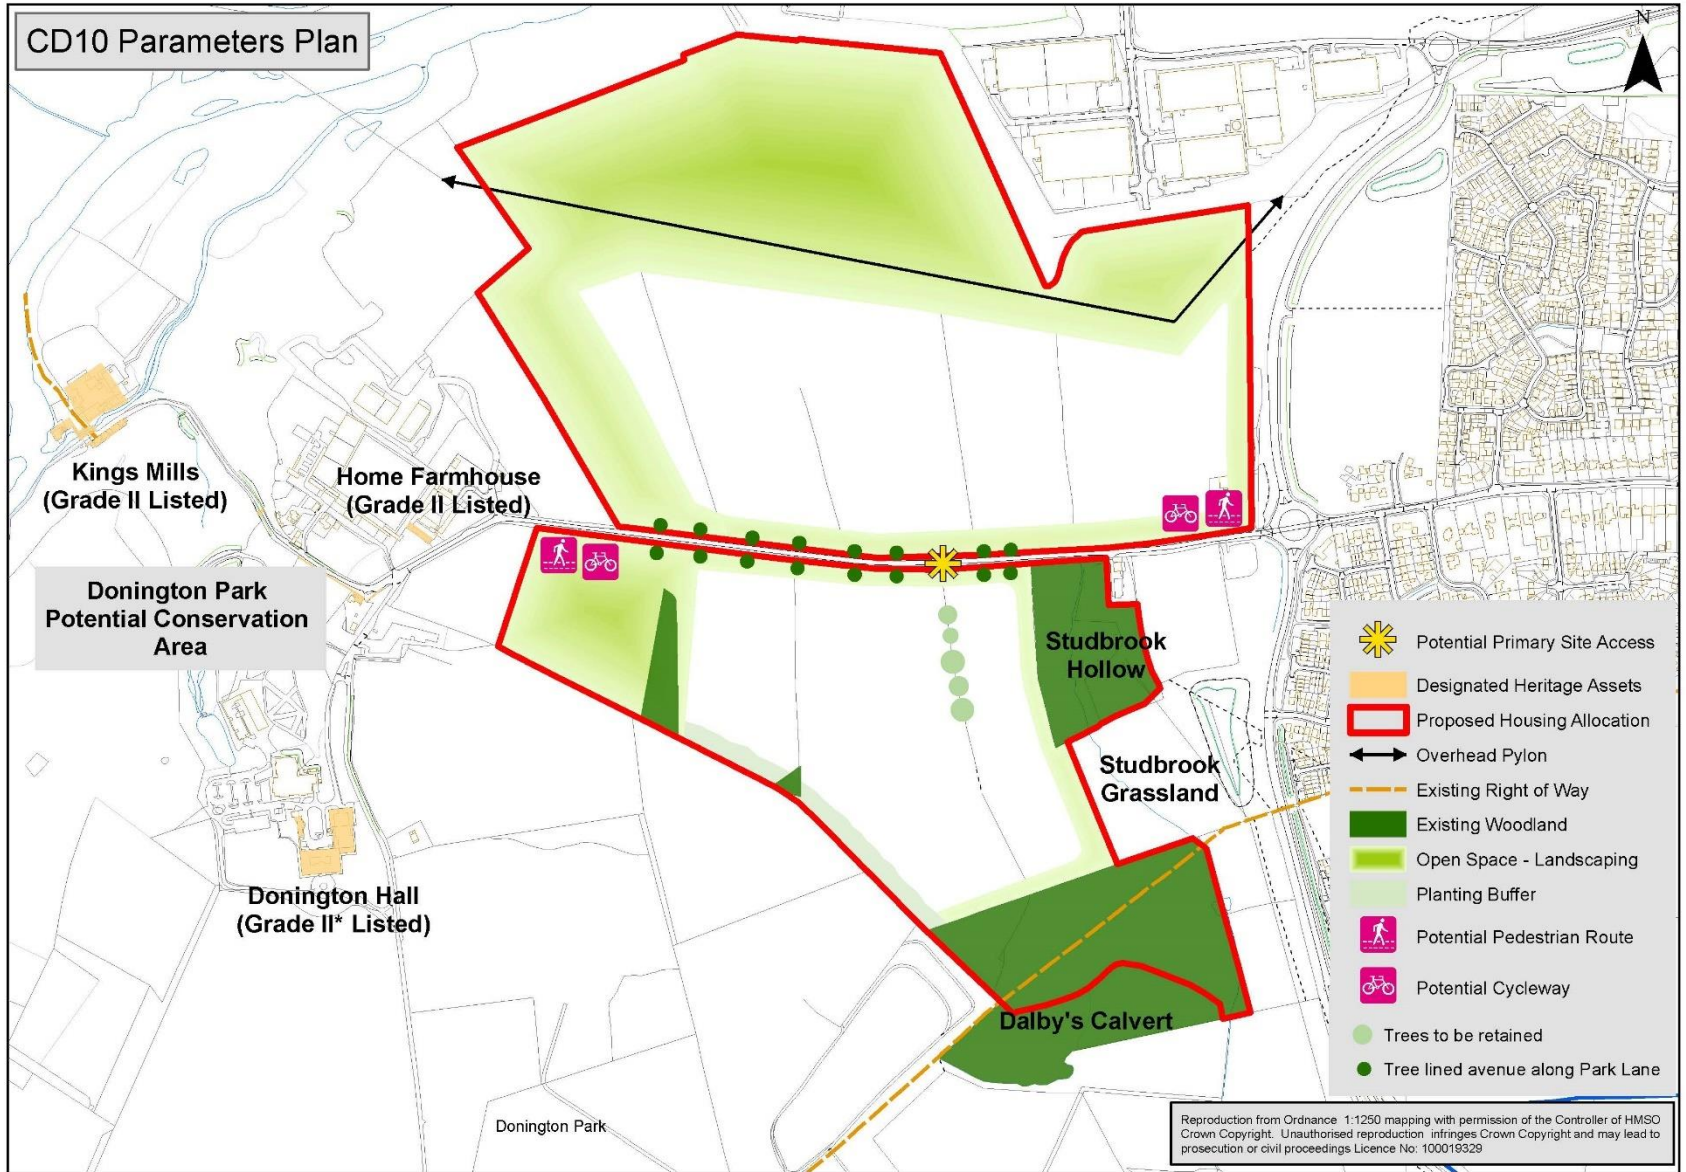 CD10 Parameters Plan
N
Kings Mills
(Grade II Listed)
Home Farmhouse
(Grade II Listed)
Donington Park
Potential Conservation
Area
Studbrook
Hollow
Studbrook
Grassland
Donington Hall
(Grade II* Listed)
Dalby's Calvert
Donington Park
Potential Primary Site Access
Designated Heritage Assets
Proposed Housing Allocation
Overhead Pylon
Existing Right of Way
Existing Woodland
Open Space - Landscaping
Planting Buffer
Potential Pedestrian Route
Potential Cycleway
Trees to be retained
Tree lined avenue along Park Lane
Reproduction from Ordnance 1:1250 mapping with permission of the Controller of HMSO
Crown Copyright. Unauthorised reproduction infringes Crown Copyright and may lead to
prosecution or civil proceedings Licence No: 100019329